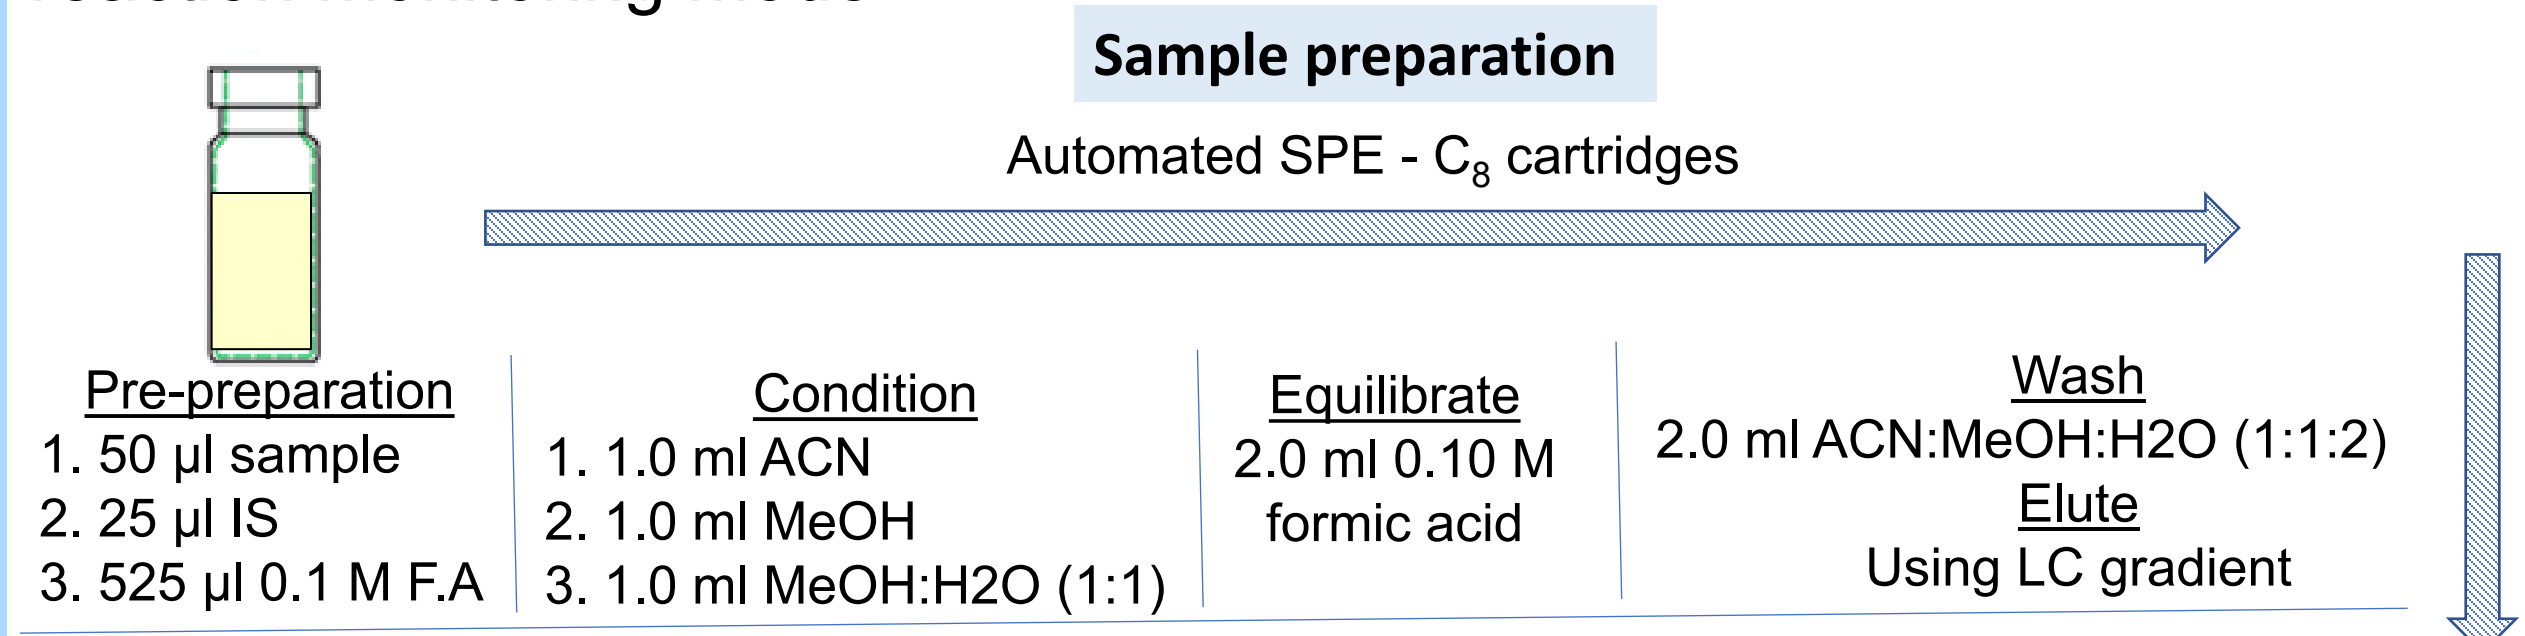 Sample preparation
Automated SPE - C₈ cartridges
Pre-preparation
1. 50 µl sample
2. 25 µl IS
3. 525 µl 0.1 M F.A
Condition
1. 1.0 ml ACN
2. 1.0 ml MeOH
3. 1.0 ml MeOH:H2O (1:1)
Equilibrate
2.0 ml 0.10 M
formic acid
Wash
2.0 ml ACN:MeOH:H2O (1:1:2)
Elute
Using LC gradient